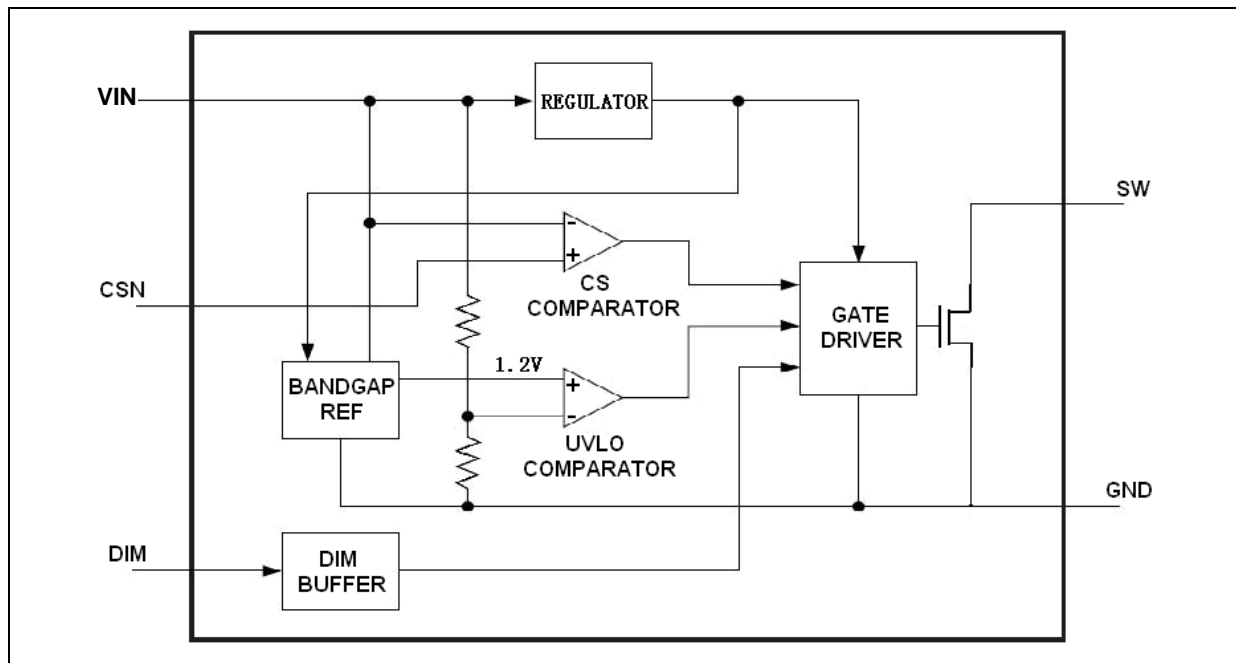 VIN
REGULATOR
SW
-
+
CS
COMPARATOR
CSN
GATE
DRIVER
1.2V
BANDGAP
REF
+
-
UVLO
COMPARATOR
GND
DIM
DIM
BUFFER